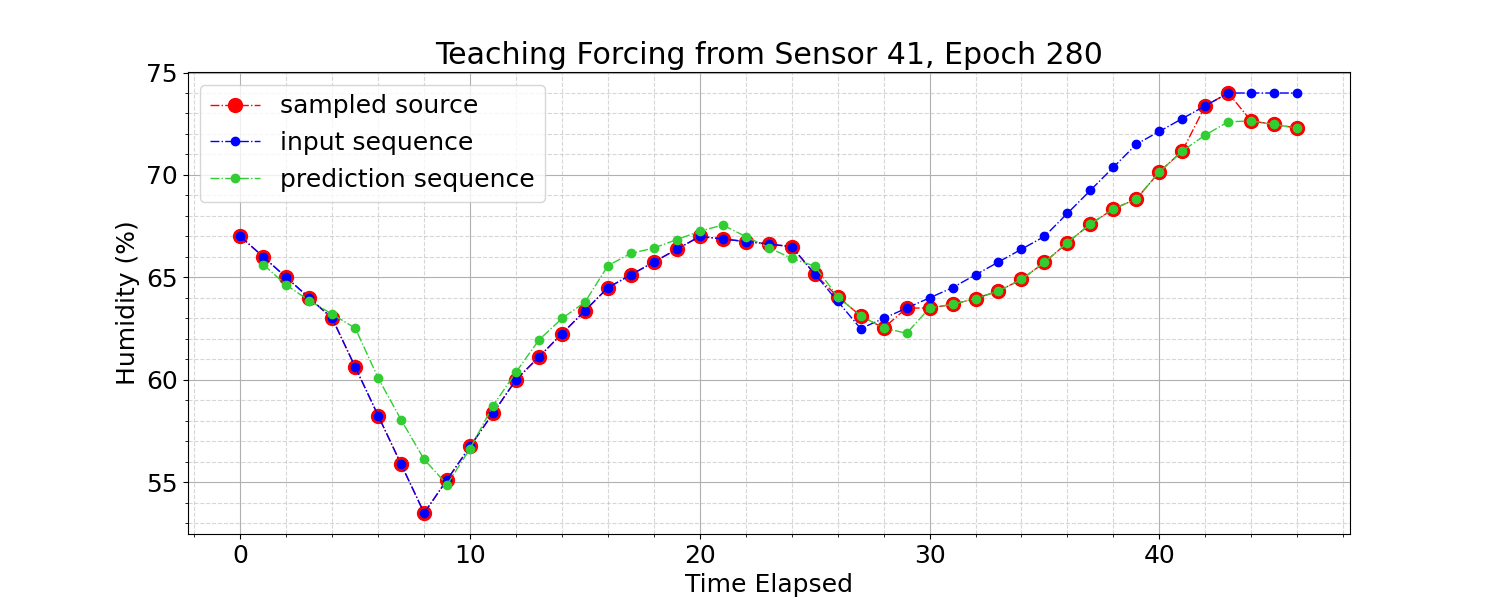 Teaching Forcing from Sensor 41, Epoch 280
sampled source
input sequence
prediction sequence
Humidity (%)
75
70
65
60
55
0 10 20 30 40
Time Elapsed